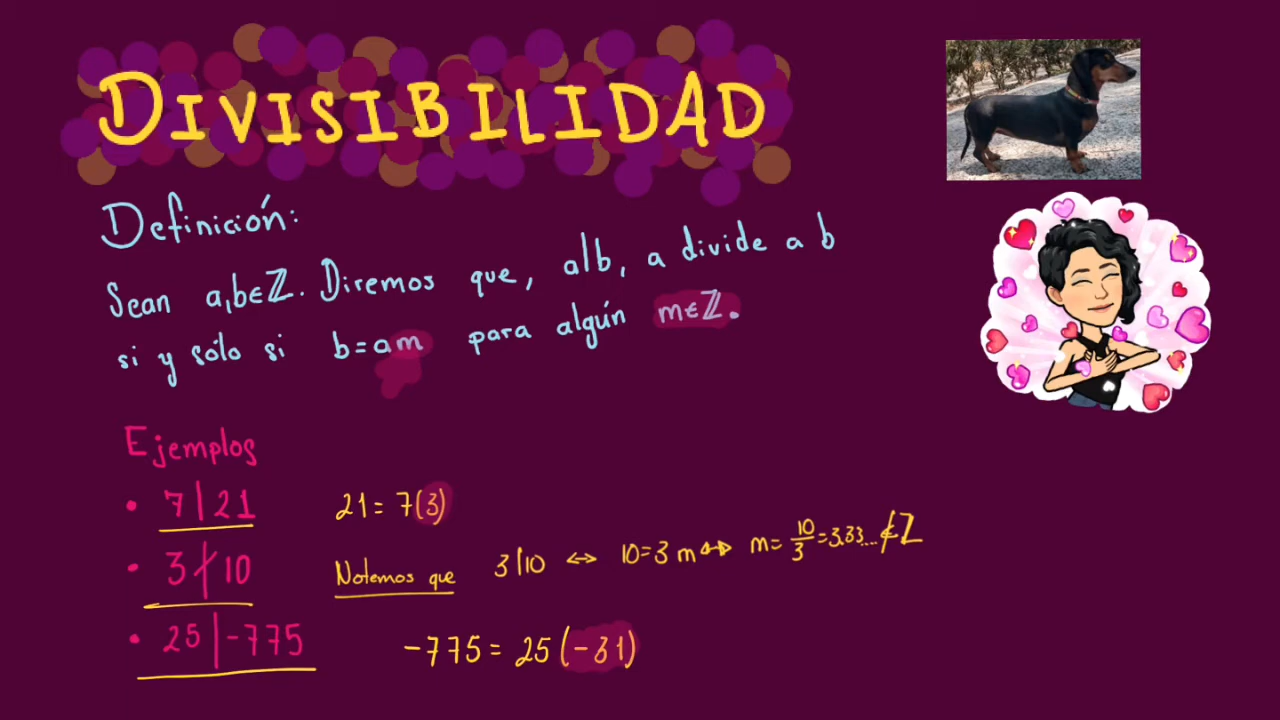 DIVISIBILIDAD
Definición:
Sean a,b∈ℤ. Diremos que, a|b, a divide a b
si y sólo si b=am para algún m∈ℤ.
Ejemplos
• 7|21 21=7(3)
• 3∤10 Notemos que 3|10 ↔ 10=3m ↔ m=10/3=3.33... ∉ℤ
• 25|-775 -775=25(-31)